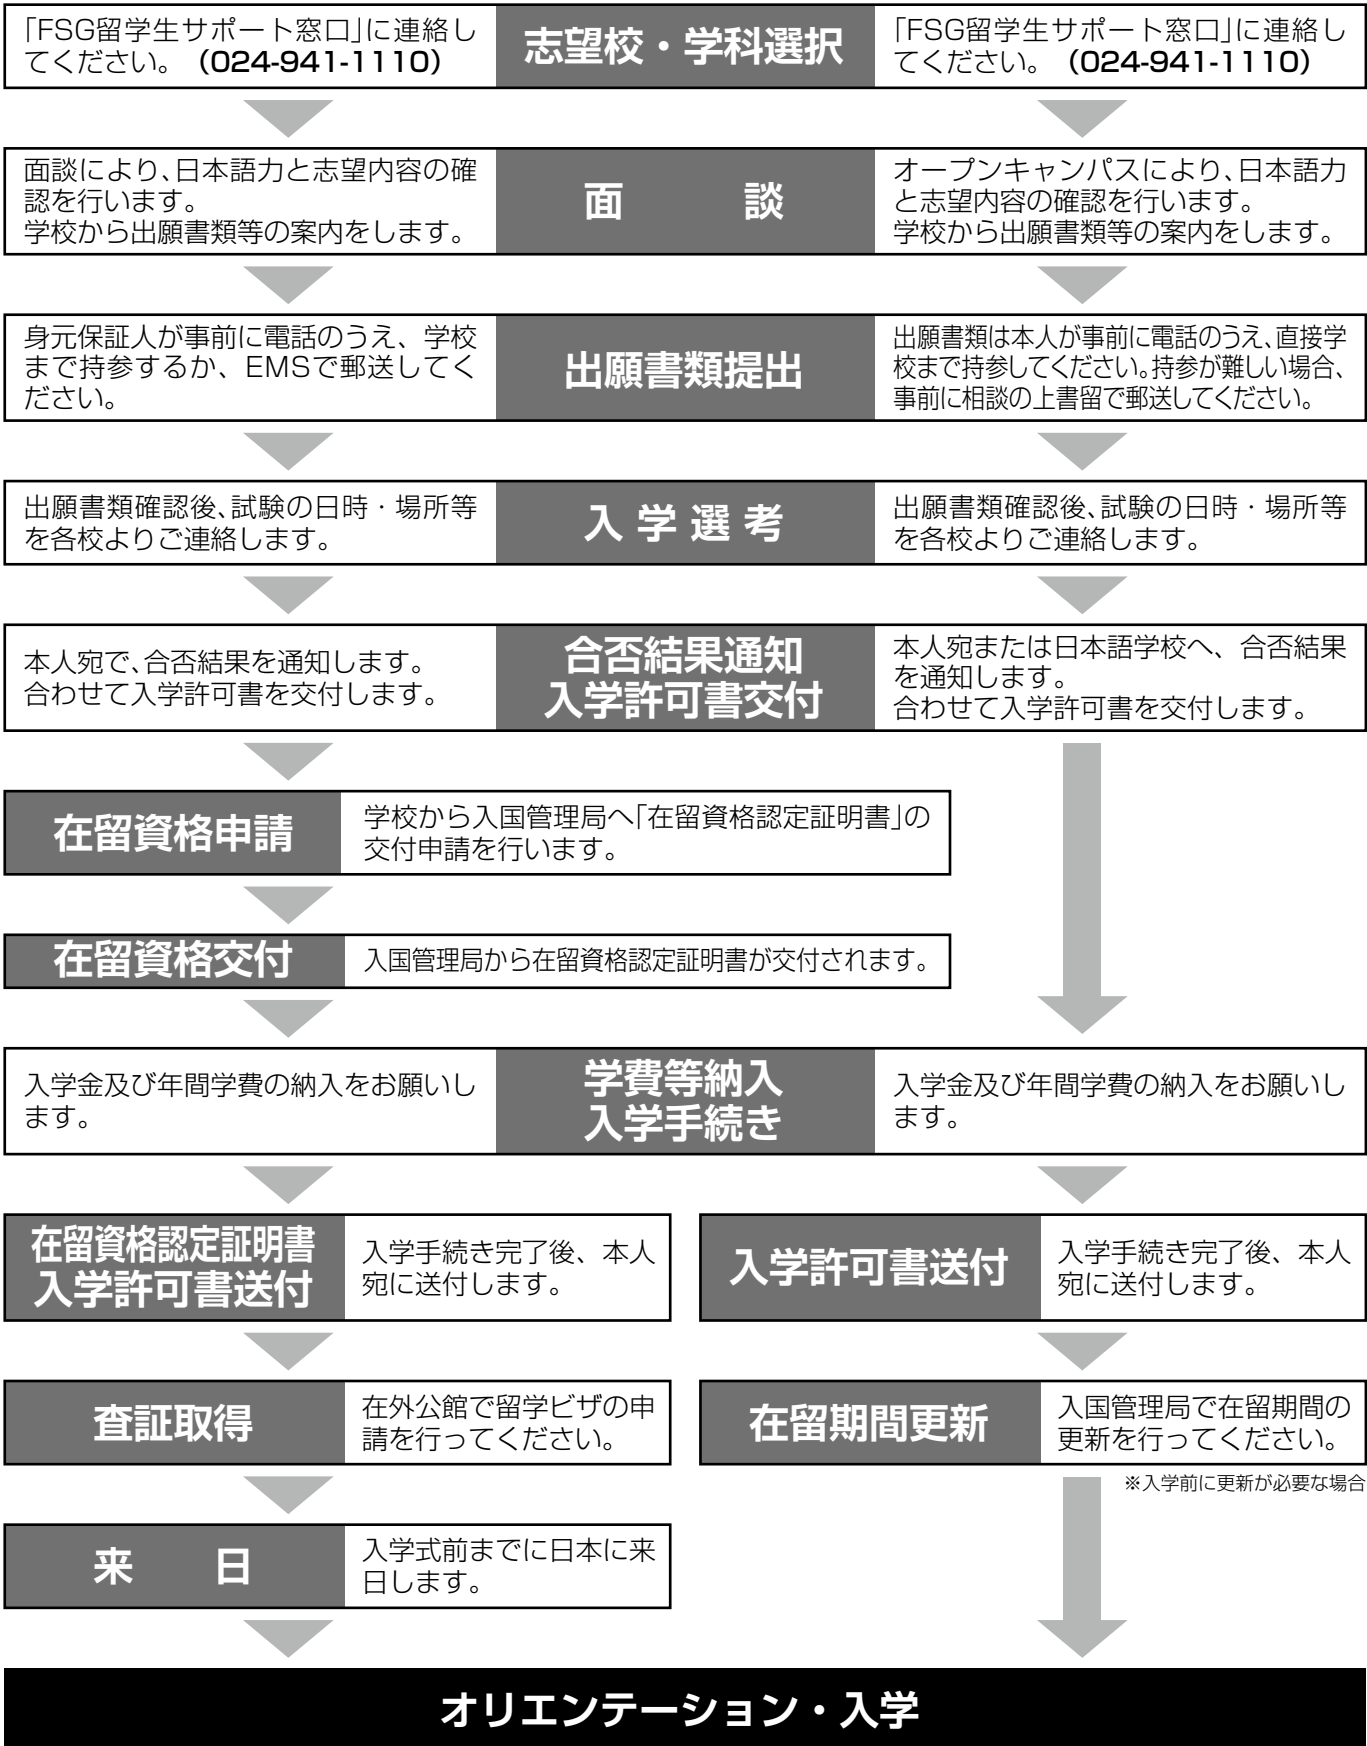 「FSG留学生サポート窓口」に連絡し
てください。（024-941-1110）
志望校・学科選択
「FSG留学生サポート窓口」に連絡し
てください。（024-941-1110）
面談により、日本語力と志望内容の確
認を行います。
学校から出願書類等の案内をします。
面　談
オープンキャンパスにより、日本語力
と志望内容の確認を行います。
学校から出願書類等の案内をします。
身元保証人が事前に電話のうえ、学校
まで持参するか、EMSで郵送してく
ださい。
出願書類提出
出願書類は本人が事前に電話のうえ、直接学
校まで持参してください。持参が難しい場合、
事前に相談の上書留で郵送してください。
出願書類確認後、試験の日時・場所等
を各校よりご連絡します。
入学選考
出願書類確認後、試験の日時・場所等
を各校よりご連絡します。
本人宛で、合否結果を通知します。
合わせて入学許可書を交付します。
合否結果通知
入学許可書交付
本人宛または日本語学校へ、合否結果
を通知します。
合わせて入学許可書を交付します。
在留資格申請
学校から入国管理局へ「在留資格認定証明書」の
交付申請を行います。
在留資格交付
入国管理局から在留資格認定証明書が交付されます。
入学金及び年間学費の納入をお願いし
ます。
学費等納入
入学手続き
入学金及び年間学費の納入をお願いし
ます。
在留資格認定証明書
入学許可書送付
入学手続き完了後、本人
宛に送付します。
入学許可書送付
入学手続き完了後、本人
宛に送付します。
査証取得
在外公館で留学ビザの申
請を行ってください。
在留期間更新
入国管理局で在留期間の
更新を行ってください。
※入学前に更新が必要な場合
来　日
入学式前までに日本に来
日します。
オリエンテーション・入学